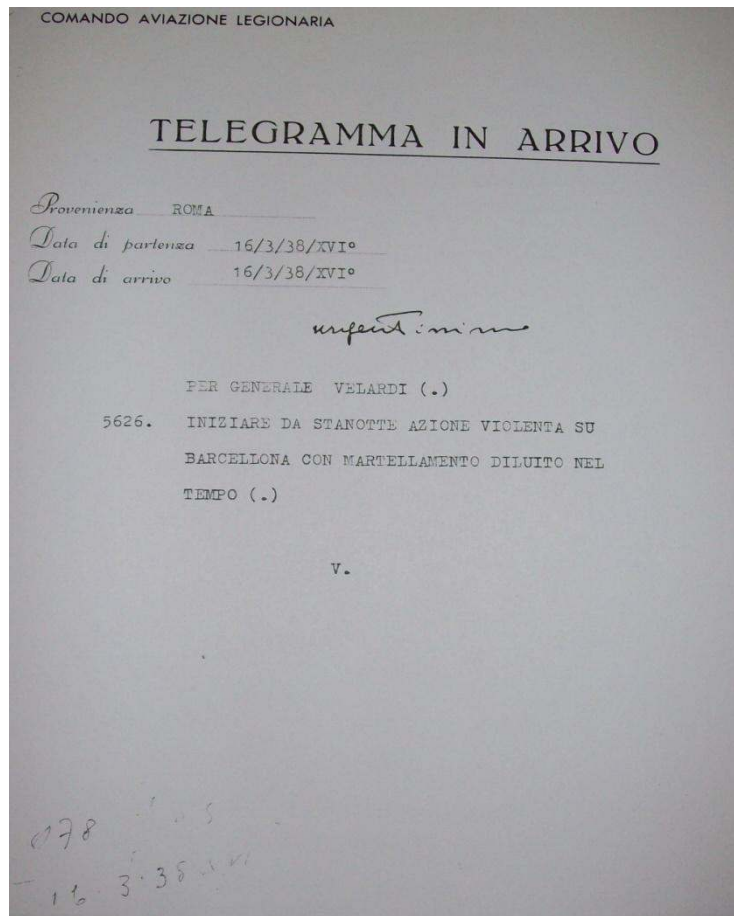 COMANDO AVIAZIONE LEGIONARIA
TELEGRAMMA IN ARRIVO
Provenienza ROMA
Data di partenza 16/3/38/XVI°
Data di arrivo 16/3/38/XVI°
urgentissimo
PER GENERALE VELARDI (.)
5626. INIZIARE DA STANOTTE AZIONE VIOLENTA SU
BARCELLONA CON MARTELLAMENTO DILUITO NEL
TEMPO (.)
V.
078
16.3.38